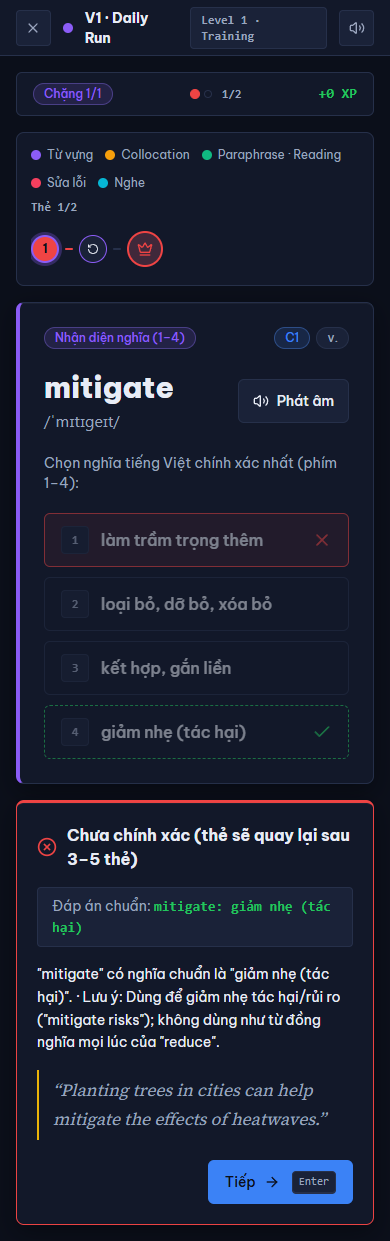 V1 · Daily
Run
Level 1 ·
Training
Chặng 1/1
1/2
+0 XP
Từ vựng
Collocation
Paraphrase · Reading
Sửa lỗi
Nghe
Thẻ 1/2
1
Nhận diện nghĩa (1–4)
C1
v.
mitigate
/ˈmɪtɪɡeɪt/
Phát âm
Chọn nghĩa tiếng Việt chính xác nhất (phím
1–4):
1 làm trầm trọng thêm
2 loại bỏ, dỡ bỏ, xóa bỏ
3 kết hợp, gắn liền
4 giảm nhẹ (tác hại)
Chưa chính xác (thẻ sẽ quay lại sau
3–5 thẻ)
Đáp án chuẩn: mitigate: giảm nhẹ (tác
hại)
"mitigate" có nghĩa chuẩn là "giảm nhẹ (tác
hại)". · Lưu ý: Dùng để giảm nhẹ tác hại/rủi ro
("mitigate risks"); không dùng như từ đồng
nghĩa mọi lúc của "reduce".
“Planting trees in cities can help
mitigate the effects of heatwaves.”
Tiếp → Enter